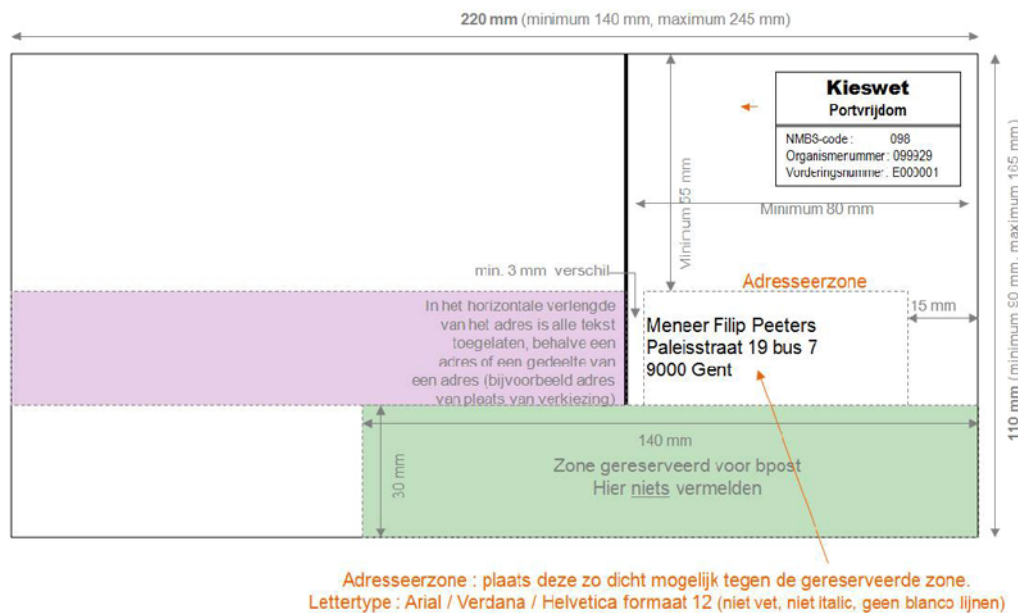 220 mm (minimum 140 mm, maximum 245 mm)
Kieswet
Portvrijdom
NMBS-code : 098
Organismerummer : 099929
Vorderingsnummer : E000001
Minimum 55 mm
Minimum 80 mm
110 mm (minimum 90 mm, maximum 165 mm)
min. 3 mm verschil
Adresseerzone
15 mm
In het horizontale verlengde
van het adres is alle tekst
toegelaten, behalve een
adres of een gedeelte van
een adres (bijvoorbeeld adres
van plaats van verkiezing)
Meneer Filip Peeters
Paleisstraat 19 bus 7
9000 Gent
140 mm
30 mm
Zone gereserveerd voor bpost
Hier niets vermelden
Adresseerzone : plaats deze zo dicht mogelijk tegen de gereserveerde zone.
Lettertype : Arial / Verdana / Helvetica formaat 12 (niet vet, niet italic, geen blanco lijnen)